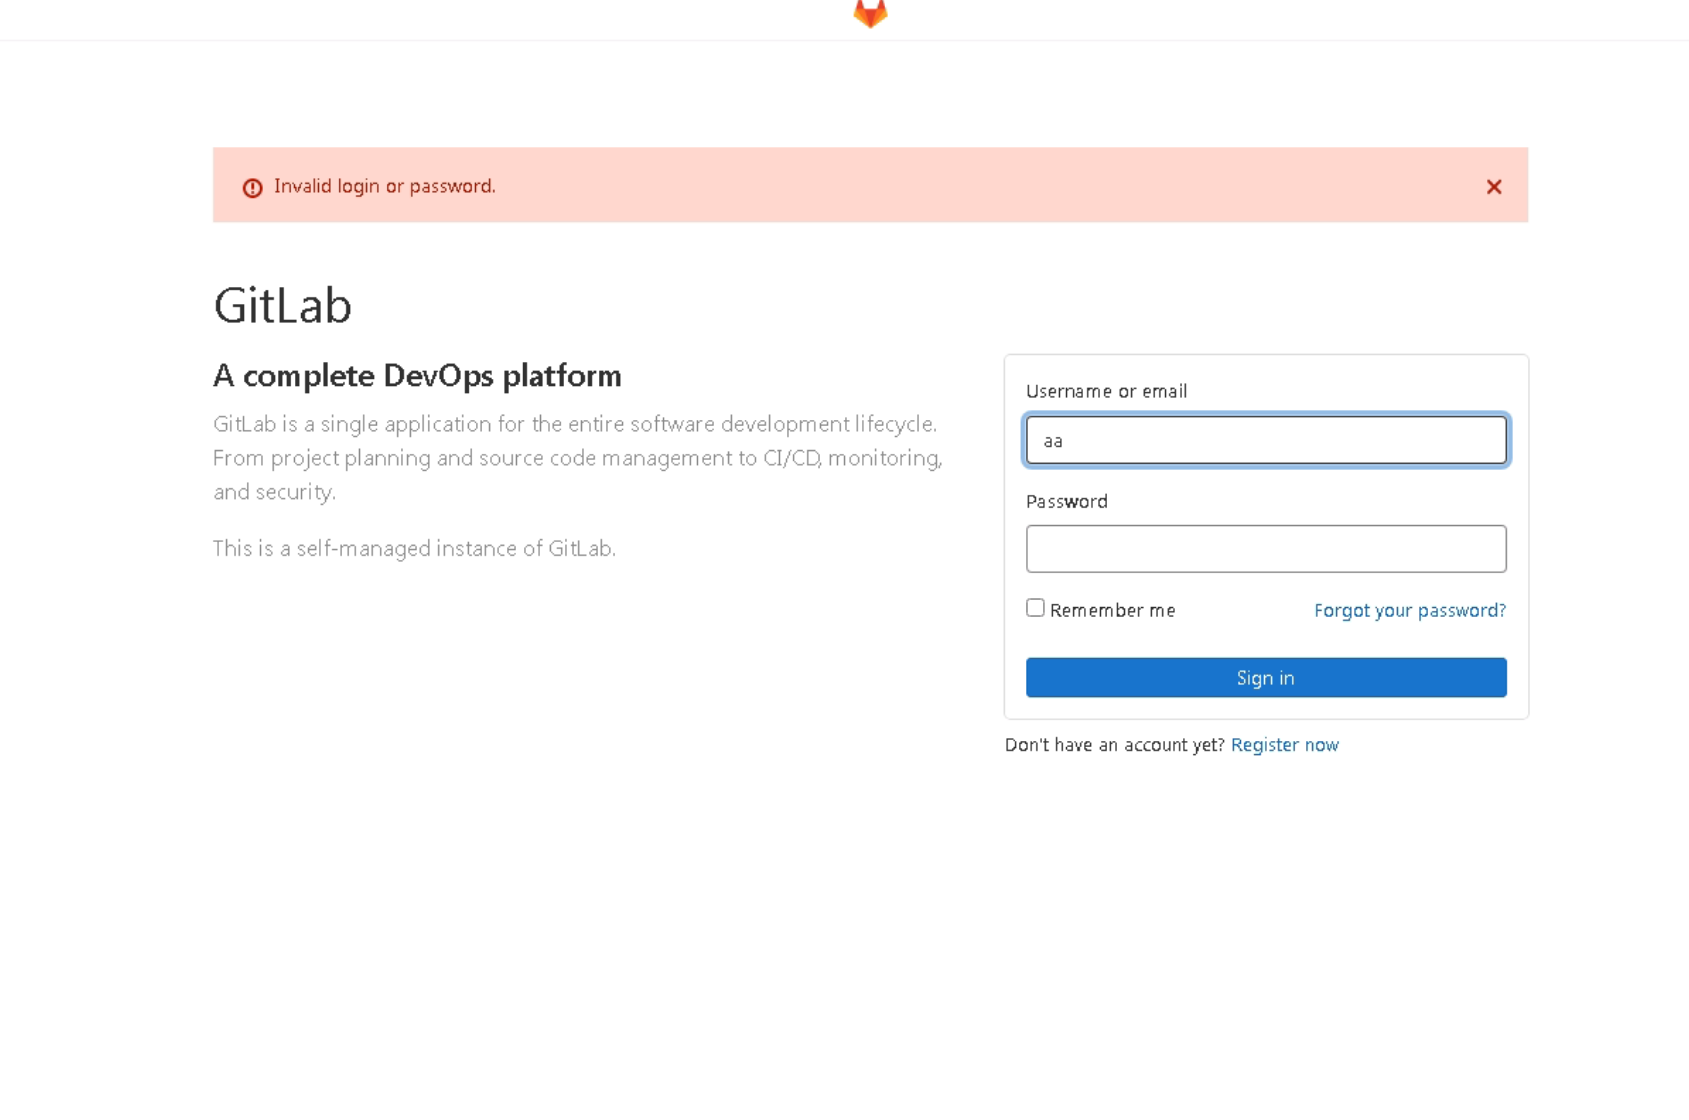 Invalid login or password.
GitLab
A complete DevOps platform
GitLab is a single application for the entire software development lifecycle.
From project planning and source code management to CI/CD, monitoring,
and security.
This is a self-managed instance of GitLab.
Username or email
aa
Password
Remember me
Forgot your password?
Sign in
Don't have an account yet? Register now